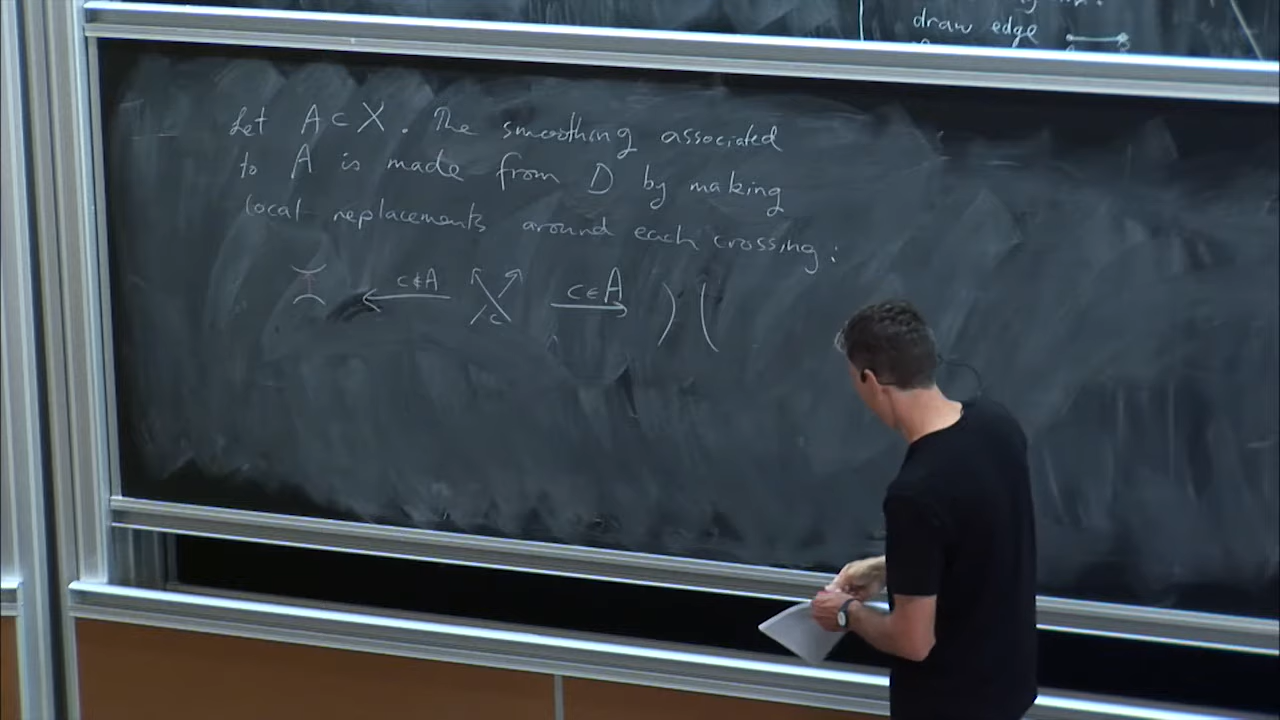 draw edge
Let A ⊂ X. The smoothing associated
to A is made from D by making
local replacements around each crossing:
c∉A c c∈A